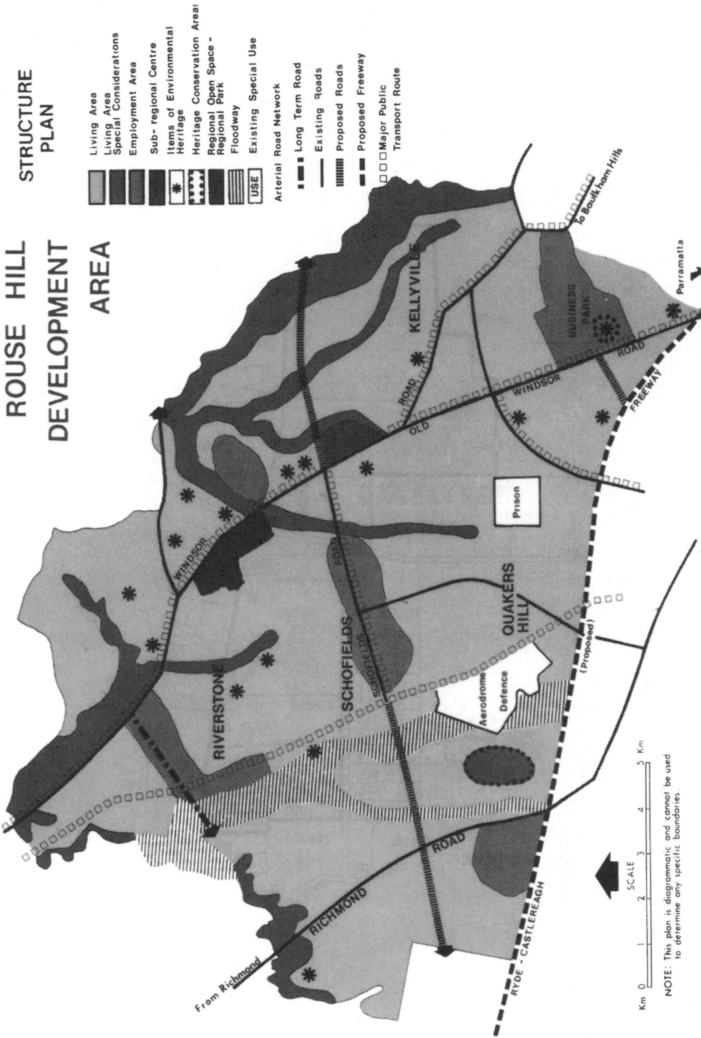 ROUSE HILL
DEVELOPMENT
AREA
STRUCTURE
PLAN
Living Area
Living Area
Special Considerations
Employment Area
Sub-regional Centre
Items of Environmental
Heritage
Heritage Conservation Areas
Regional Open Space -
Regional Park
Floodway
USE
Existing Special Use
Arterial Road Network
Long Term Road
Existing Roads
Proposed Roads
Proposed Freeway
Major Public
Transport Route
To Baulkham Hills
KELLYVILLE
BUSINESS
PARK
Parramatta
ROAD
OLD
WINDSOR
ROAD
FREEWAY
WINDSOR
ROAD
Prison
SCHOFIELDS
SCHOFIELDS
QUAKERS
HILL
(Proposed)
RIVERSTONE
Aerodrome
Defence
RICHMOND
ROAD
From Richmond
RYDE - CASTLEREAGH
SCALE
Km 0 1 2 3 4 5 Km
NOTE: This plan is diagrammatic and cannot be used
to determine any specific boundaries.